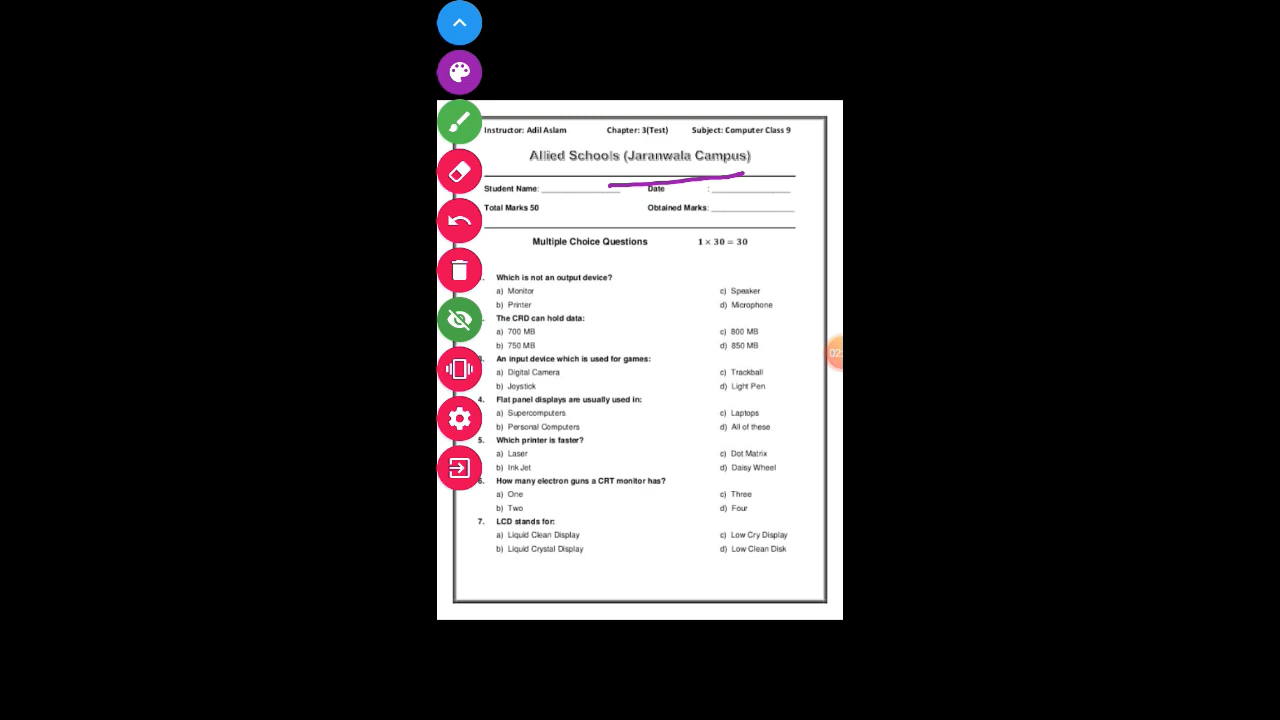 Instructor: Adil Aslam Chapter: 3(Test) Subject: Computer Class 9
Allied Schools (Jaranwala Campus)
Student Name: ________________ Date : ________________
Total Marks 50 Obtained Marks: ________________
Multiple Choice Questions 1 × 30 = 30
Which is not an output device?
a) Monitor c) Speaker
b) Printer d) Microphone
The CRD can hold data:
a) 700 MB c) 800 MB
b) 750 MB d) 850 MB
3. An input device which is used for games:
a) Digital Camera c) Trackball
b) Joystick d) Light Pen
4. Flat panel displays are usually used in:
a) Supercomputers c) Laptops
b) Personal Computers d) All of these
5. Which printer is faster?
a) Laser c) Dot Matrix
b) Ink Jet d) Daisy Wheel
6. How many electron guns a CRT monitor has?
a) One c) Three
b) Two d) Four
7. LCD stands for:
a) Liquid Clean Display c) Low Cry Display
b) Liquid Crystal Display d) Low Clean Disk